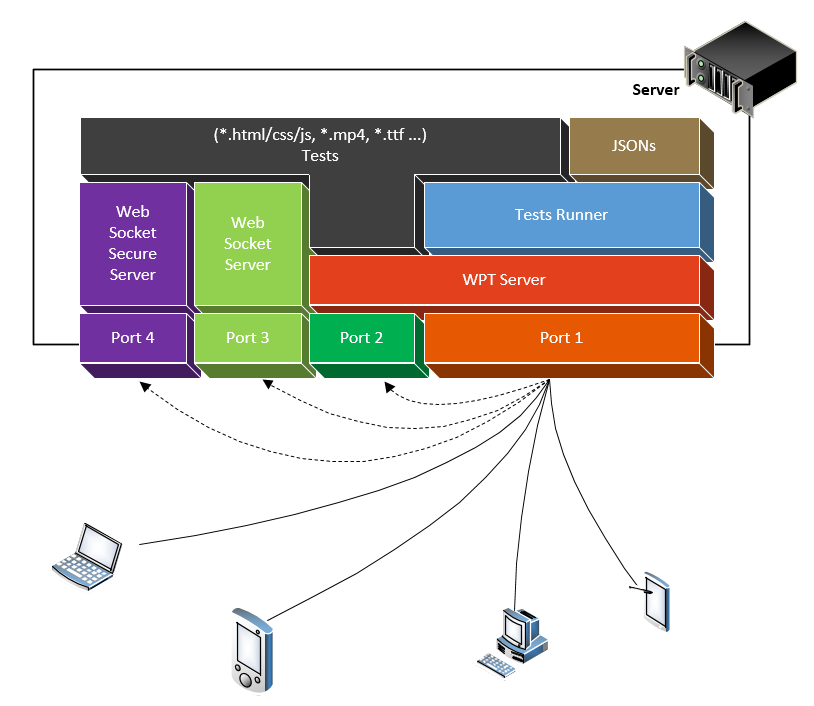 Server
(*.html/css/js, *.mp4, *.ttf ...)
Tests
JSONs
Web
Socket
Secure
Server
Web
Socket
Server
Tests Runner
WPT Server
Port 4
Port 3
Port 2
Port 1